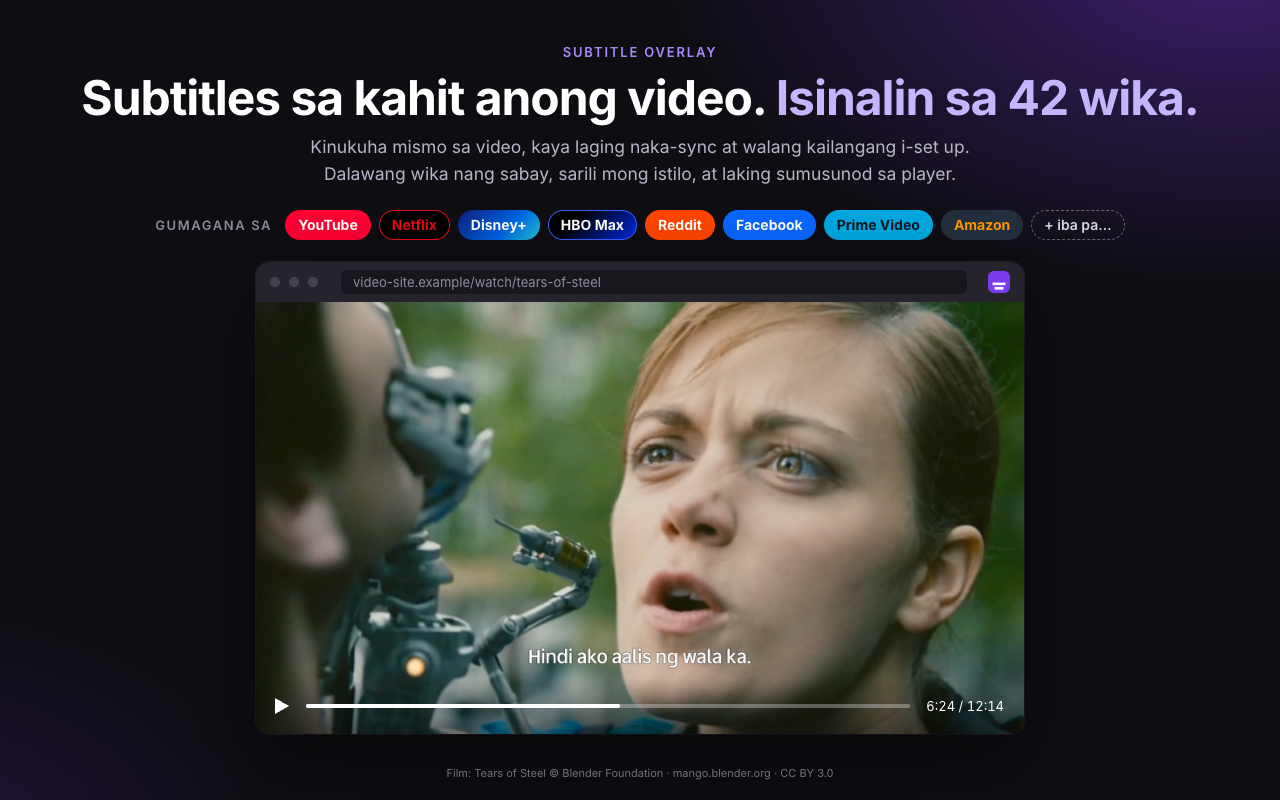 SUBTITLE OVERLAY
Subtitles sa kahit anong video. Isinalin sa 42 wika.
Kinukuha mismo sa video, kaya laging naka-sync at walang kailangang i-set up.
Dalawang wika nang sabay, sarili mong istilo, at laking sumusunod sa player.
GUMAGANA SA YouTube Netflix Disney+ HBO Max Reddit Facebook Prime Video Amazon + iba pa...
video-site.example/watch/tears-of-steel
Hindi ako aalis ng wala ka.
6:24 / 12:14
Film: Tears of Steel © Blender Foundation · mango.blender.org · CC BY 3.0